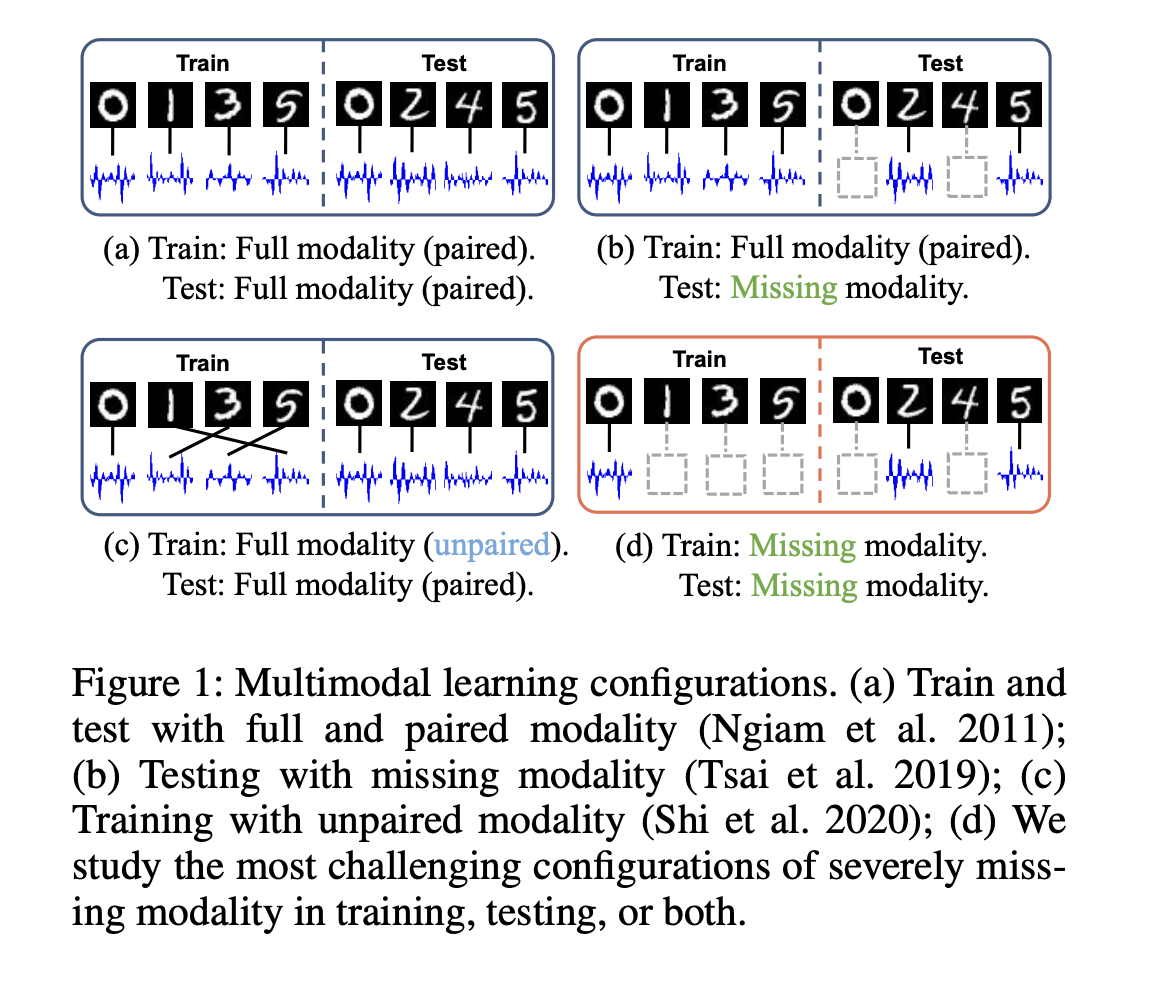 Train Test
0 1 3 5 0 2 4 5
(a) Train: Full modality (paired).
Test: Full modality (paired).
Train Test
0 1 3 5 0 2 4 5
(b) Train: Full modality (paired).
Test: Missing modality.
Train Test
0 1 3 5 0 2 4 5
(c) Train: Full modality (unpaired).
Test: Full modality (paired).
Train Test
0 1 3 5 0 2 4 5
(d) Train: Missing modality.
Test: Missing modality.
Figure 1: Multimodal learning configurations. (a) Train and
test with full and paired modality (Ngiam et al. 2011);
(b) Testing with missing modality (Tsai et al. 2019); (c)
Training with unpaired modality (Shi et al. 2020); (d) We
study the most challenging configurations of severely miss-
ing modality in training, testing, or both.